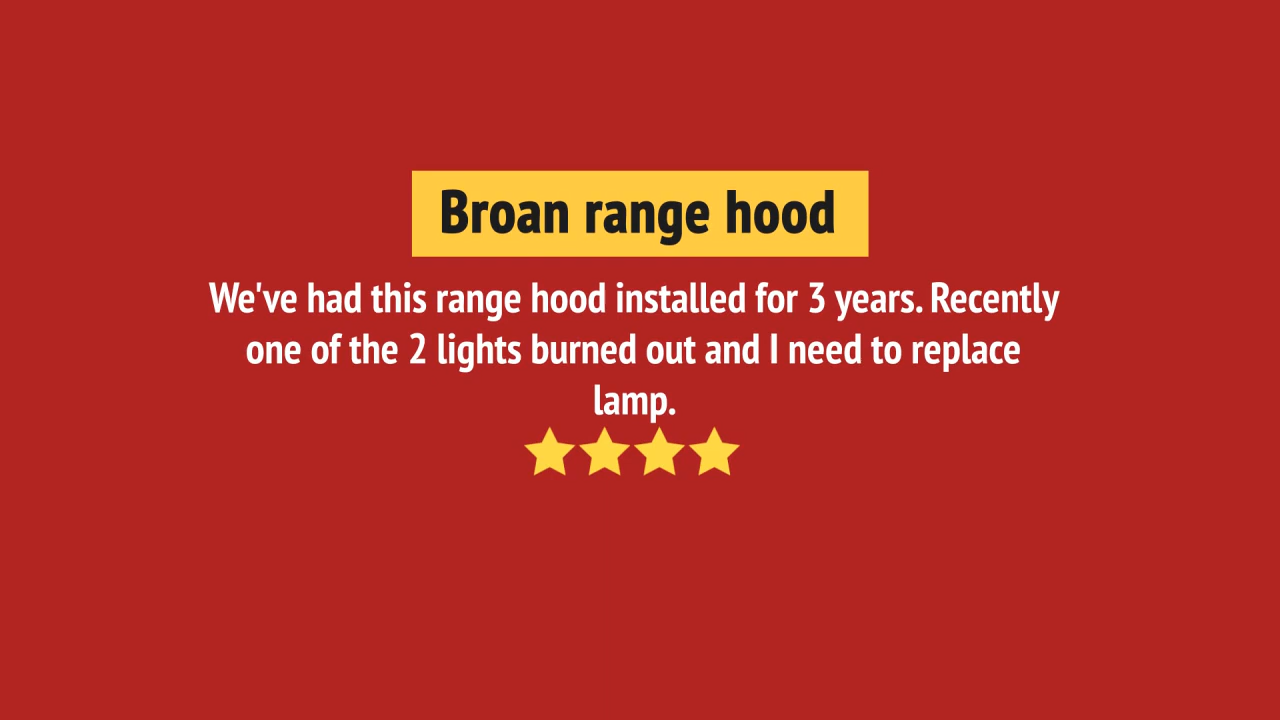 Broan range hood
We've had this range hood installed for 3 years. Recently
one of the 2 lights burned out and I need to replace
lamp.